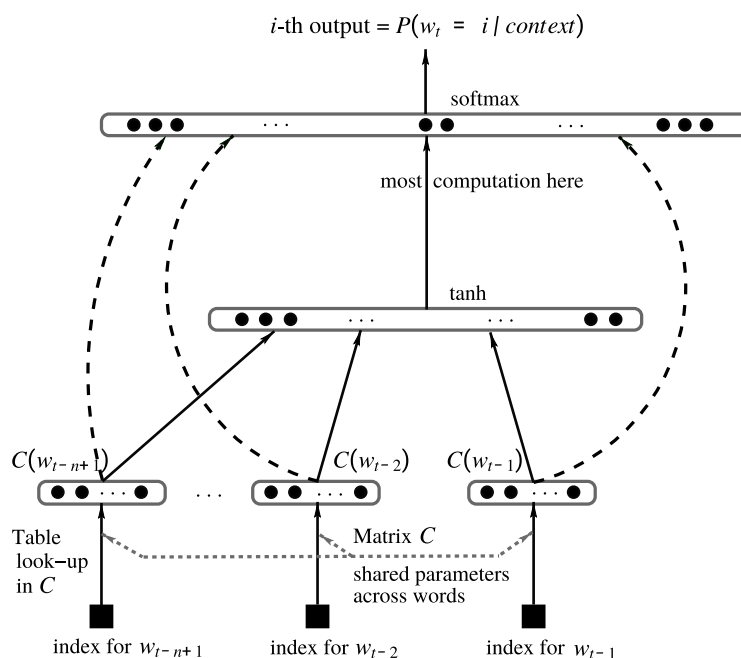 i-th output = P(w_t = i | context)
softmax
. . .
. . .
most computation here
tanh
. . .
. . .
C(w_{t-n+1})
C(w_{t-2})
C(w_{t-1})
. . .
. . .
. . .
. . .
Table
look-up
in C
Matrix C
shared parameters
across words
index for w_{t-n+1}
index for w_{t-2}
index for w_{t-1}